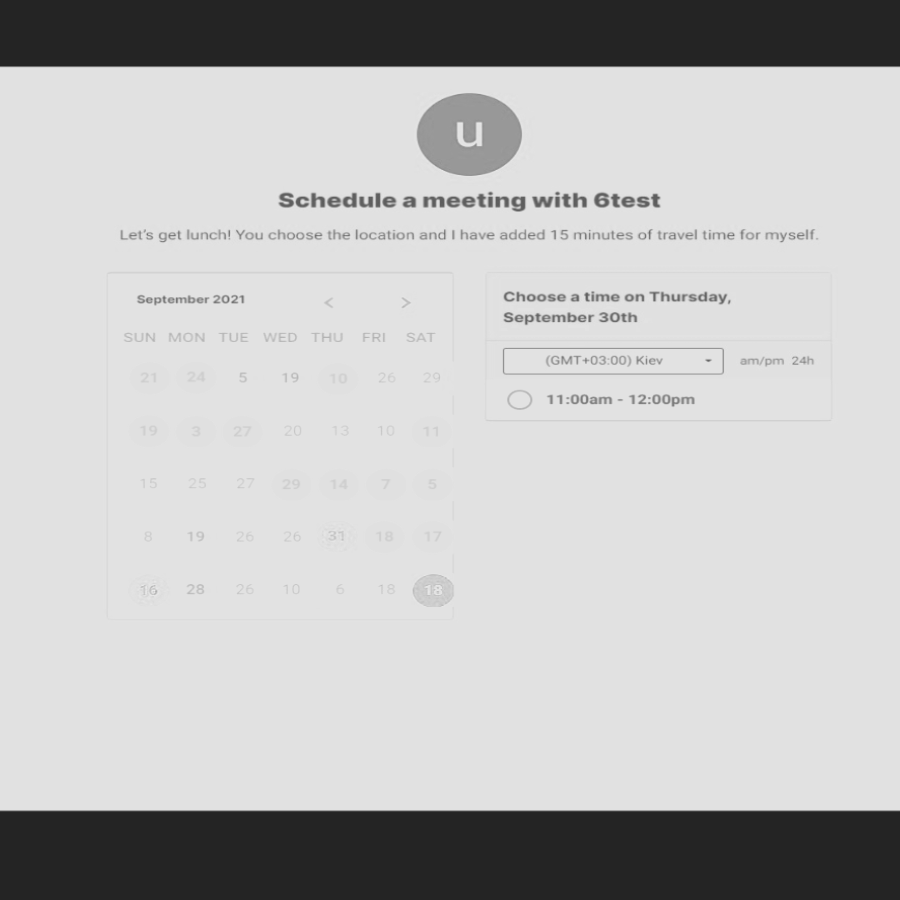 u
Schedule a meeting with 6test
Let's get lunch! You choose the location and I have added 15 minutes of travel time for myself.
September 2021 < >
SUN MON TUE WED THU FRI SAT
21 24 5 19 10 26 29
19 3 27 20 13 10 11
15 25 27 29 14 7 5
8 19 26 26 31 18 17
16 28 26 10 6 18 18
Choose a time on Thursday,
September 30th
(GMT+03:00) Kiev am/pm 24h
11:00am - 12:00pm